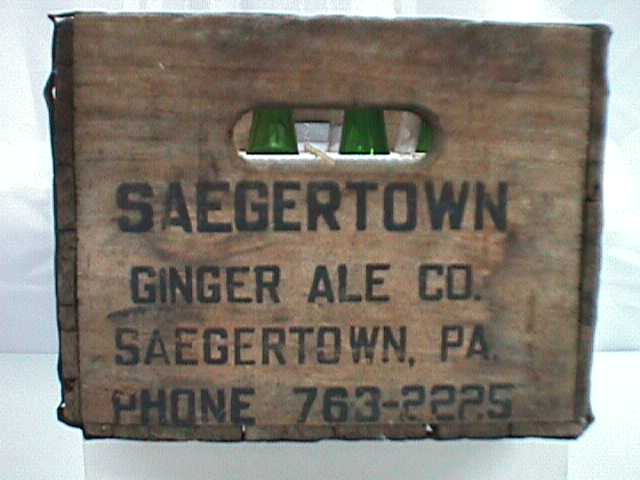 SAEGERTOWN
GINGER ALE CO.
SAEGERTOWN, PA.
PHONE 763-2225